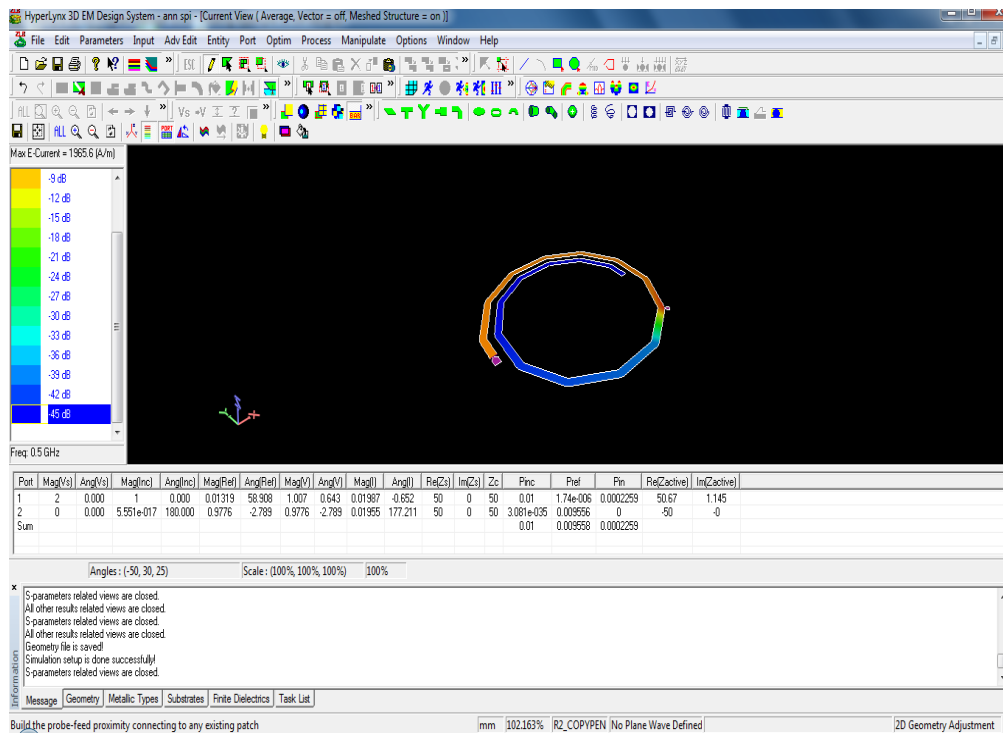 HyperLynx 3D EM Design System - ann spi - [Current View ( Average, Vector = off, Meshed Structure = on )]
File Edit Parameters Input Adv Edit Entity Port Optim Process Manipulate Options Window Help
ESC
ALL Vs +V BAR
ALL PORT
Max E-Current = 1965.6 (A/m)
-9 dB
-12 dB
-15 dB
-18 dB
-21 dB
-24 dB
-27 dB
-30 dB
-33 dB
-36 dB
-39 dB
-42 dB
-45 dB
Freq: 0.5 GHz
Port Mag(Vs) Ang(Vs) Mag(Inc) Ang(Inc) Mag(Ref) Ang(Ref) Mag(V) Ang(V) Mag(I) Ang(I) Re(Zs) Im(Zs) Zc Pinc Pref Pin Re(Zactive) Im(Zactive)
1 2 0.000 1 0.000 0.01319 58.908 1.007 0.643 0.01987 -0.652 50 0 50 0.01 1.74e-006 0.0002259 50.67 1.145
2 0 0.000 5.551e-017 180.000 0.9776 -2.789 0.9776 -2.789 0.01955 177.211 50 0 50 3.081e-035 0.009556 0 -50 -0
Sum 0.01 0.009558 0.0002259
Angles : (-50, 30, 25) Scale : (100%, 100%, 100%) 100%
S-parameters related views are closed.
All other results related views are closed.
S-parameters related views are closed.
All other results related views are closed.
Geometry file is saved!
Simulation setup is done successfully!
S-parameters related views are closed.
Information
Message Geometry Metallic Types Substrates Finite Dielectrics Task List
Build the probe-feed proximity connecting to any existing patch mm 102.163% R2_COPYPEN No Plane Wave Defined 2D Geometry Adjustment